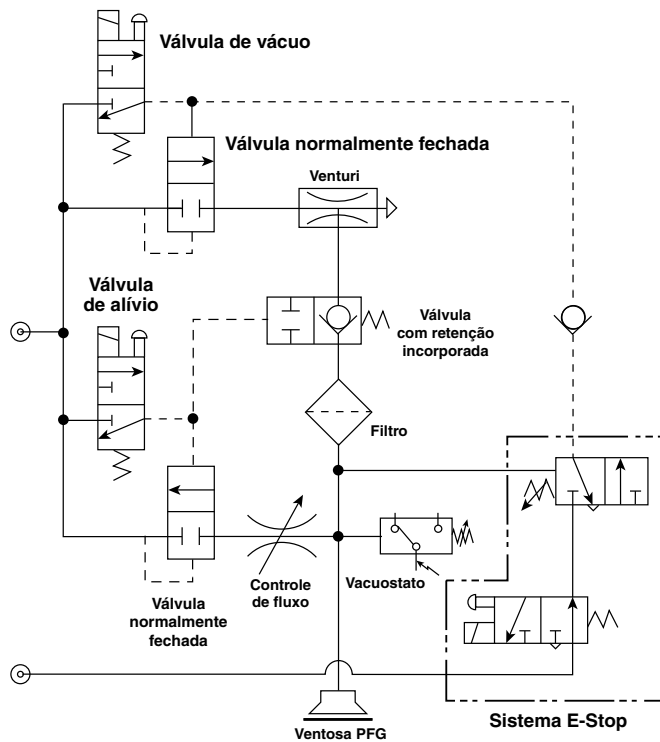 Válvula de vácuo
Válvula normalmente fechada
Venturi
Válvula
de alívio
Válvula
com retenção
incorporada
Filtro
Controle
de fluxo
Vacuostato
Válvula
normalmente
fechada
Ventosa PFG
Sistema E-Stop